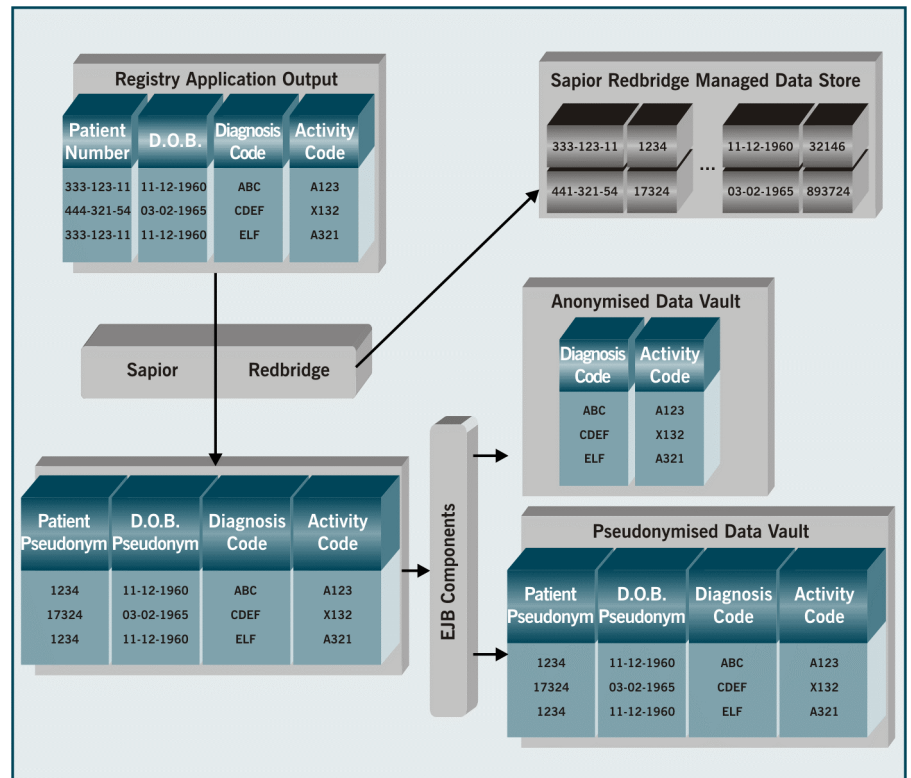 Registry Application Output
Patient Number D.O.B. Diagnosis Code Activity Code
333-123-11 11-12-1960 ABC A123
444-321-54 03-02-1965 CDEF X132
333-123-11 11-12-1960 ELF A321
Sapior Redbridge Managed Data Store
333-123-11 1234 ... 11-12-1960 32146
441-321-54 17324 03-02-1965 893724
Sapior Redbridge
Anonymised Data Vault
Diagnosis Code Activity Code
ABC A123
CDEF X132
ELF A321
Patient Pseudonym D.O.B. Pseudonym Diagnosis Code Activity Code
1234 11-12-1960 ABC A123
17324 03-02-1965 CDEF X132
1234 11-12-1960 ELF A321
EJB Components
Pseudonymised Data Vault
Patient Pseudonym D.O.B. Pseudonym Diagnosis Code Activity Code
1234 11-12-1960 ABC A123
17324 03-02-1965 CDEF X132
1234 11-12-1960 ELF A321